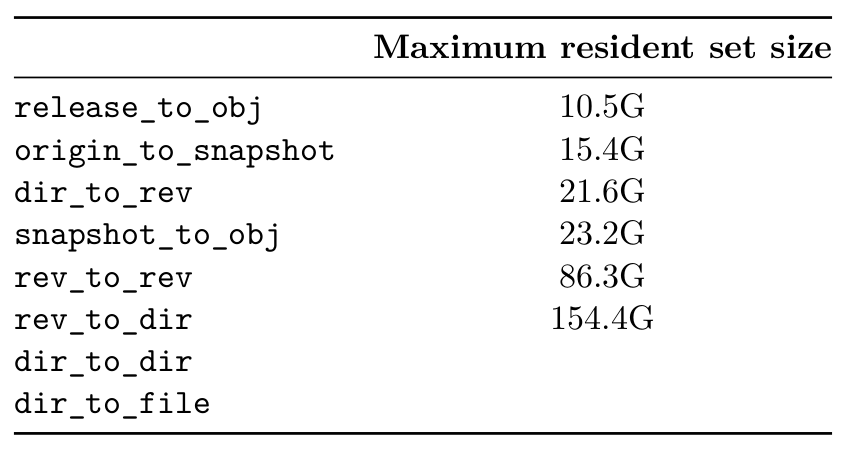 Maximum resident set size
release_to_obj 10.5G
origin_to_snapshot 15.4G
dir_to_rev 21.6G
snapshot_to_obj 23.2G
rev_to_rev 86.3G
rev_to_dir 154.4G
dir_to_dir
dir_to_file